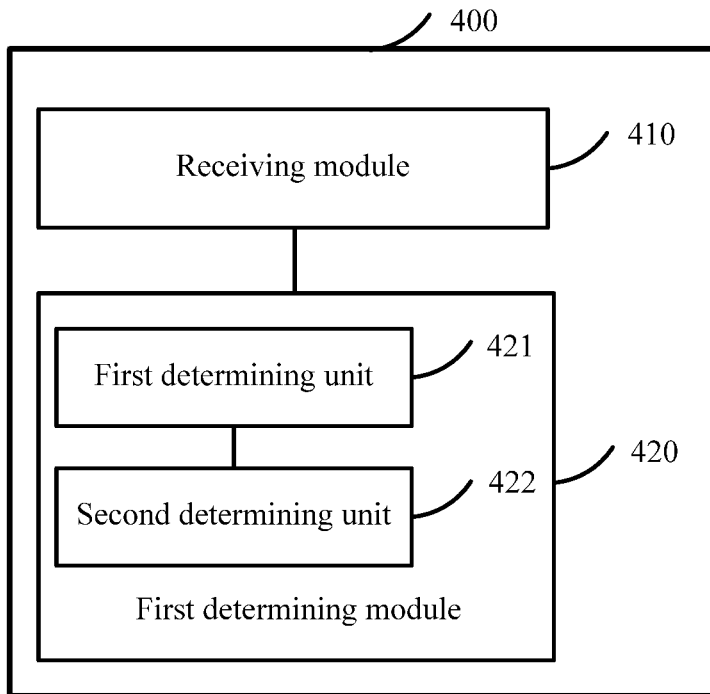 400
Receiving module
410
First determining unit
421
Second determining unit
422
420
First determining module